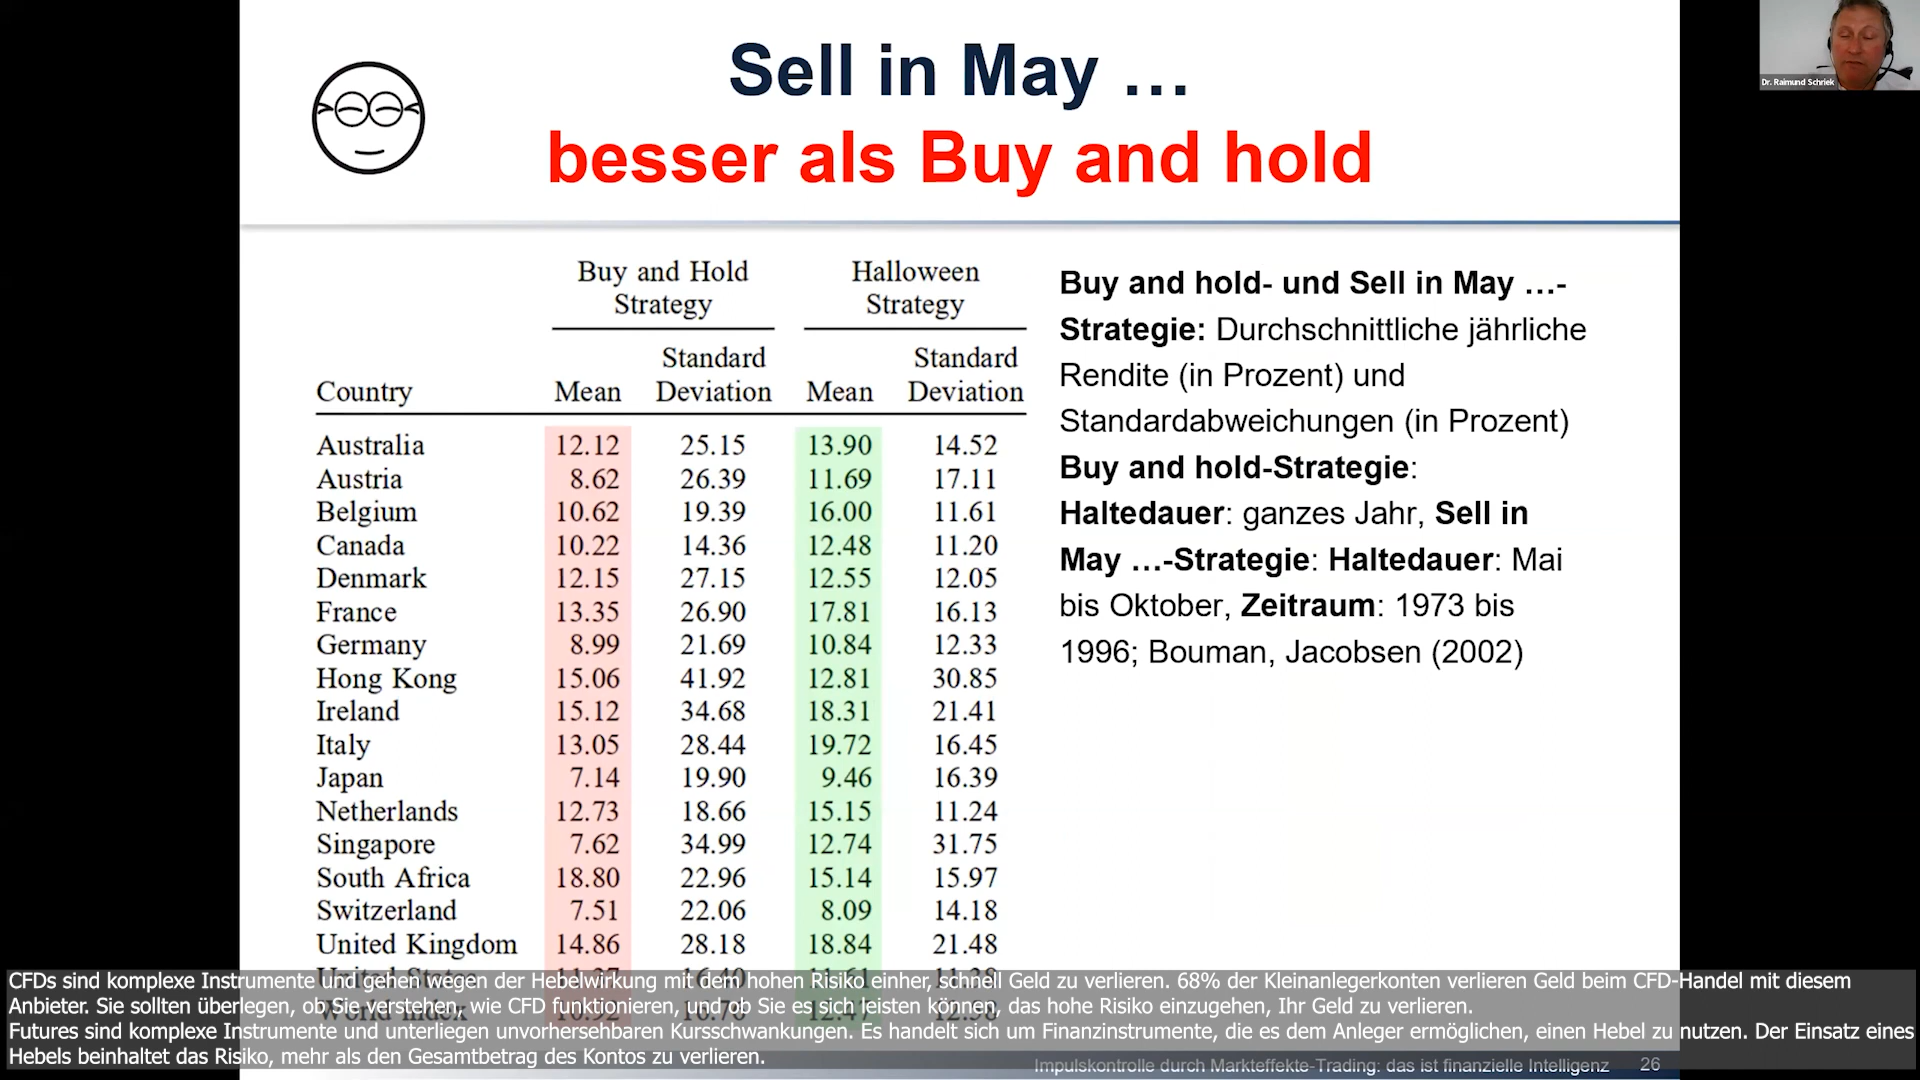 Sell in May …
besser als Buy and hold
Dr. Raimund Schriek
Buy and Hold Halloween
Strategy Strategy
Standard Standard
Country Mean Deviation Mean Deviation
Australia 12.12 25.15 13.90 14.52
Austria 8.62 26.39 11.69 17.11
Belgium 10.62 19.39 16.00 11.61
Canada 10.22 14.36 12.48 11.20
Denmark 12.15 27.15 12.55 12.05
France 13.35 26.90 17.81 16.13
Germany 8.99 21.69 10.84 12.33
Hong Kong 15.06 41.92 12.81 30.85
Ireland 15.12 34.68 18.31 21.41
Italy 13.05 28.44 19.72 16.45
Japan 7.14 19.90 9.46 16.39
Netherlands 12.73 18.66 15.15 11.24
Singapore 7.62 34.99 12.74 31.75
South Africa 18.80 22.96 15.14 15.97
Switzerland 7.51 22.06 8.09 14.18
United Kingdom 14.86 28.18 18.84 21.48
United States
World Index
Buy and hold- und Sell in May …-
Strategie: Durchschnittliche jährliche
Rendite (in Prozent) und
Standardabweichungen (in Prozent)
Buy and hold-Strategie:
Haltedauer: ganzes Jahr, Sell in
May …-Strategie: Haltedauer: Mai
bis Oktober, Zeitraum: 1973 bis
1996; Bouman, Jacobsen (2002)
CFDs sind komplexe Instrumente und gehen wegen der Hebelwirkung mit dem hohen Risiko einher, schnell Geld zu verlieren. 68% der Kleinanlegerkonten verlieren Geld beim CFD-Handel mit diesem
Anbieter. Sie sollten überlegen, ob Sie verstehen, wie CFD funktionieren, und ob Sie es sich leisten können, das hohe Risiko einzugehen, Ihr Geld zu verlieren.
Futures sind komplexe Instrumente und unterliegen unvorhersehbaren Kursschwankungen. Es handelt sich um Finanzinstrumente, die es dem Anleger ermöglichen, einen Hebel zu nutzen. Der Einsatz eines
Hebels beinhaltet das Risiko, mehr als den Gesamtbetrag des Kontos zu verlieren.
Impulskontrolle durch Markteffekte-Trading: das ist finanzielle Intelligenz 26